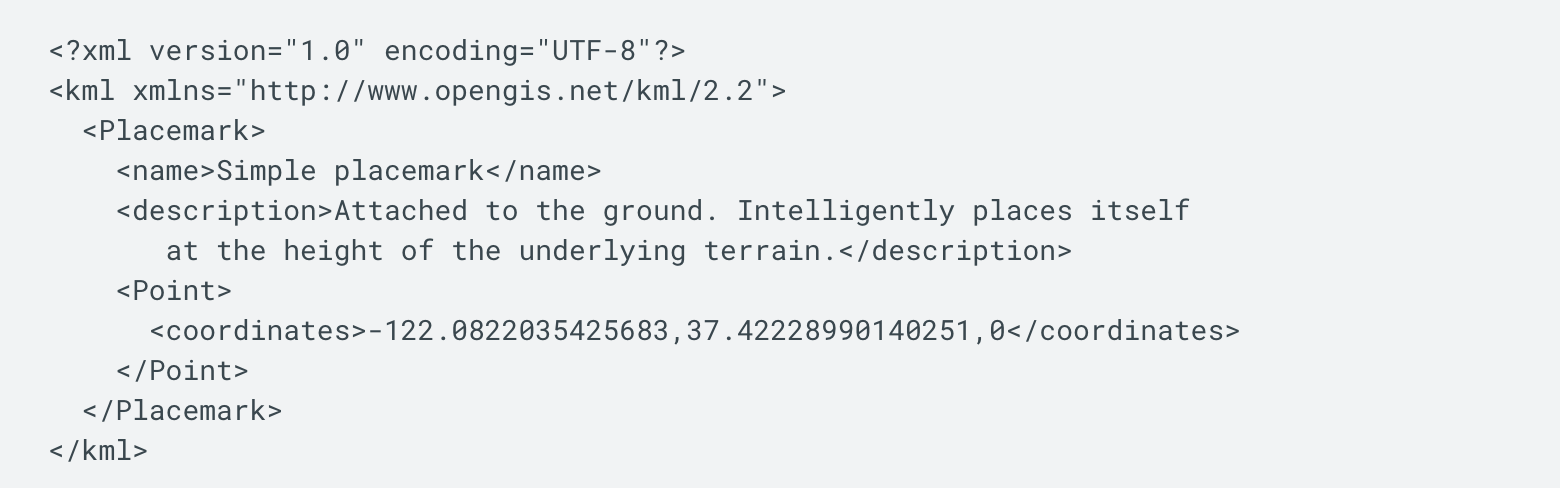 <?xml version="1.0" encoding="UTF-8"?>
<kml xmlns="http://www.opengis.net/kml/2.2">
  <Placemark>
    <name>Simple placemark</name>
    <description>Attached to the ground. Intelligently places itself
       at the height of the underlying terrain.</description>
    <Point>
      <coordinates>-122.0822035425683,37.42228990140251,0</coordinates>
    </Point>
  </Placemark>
</kml>